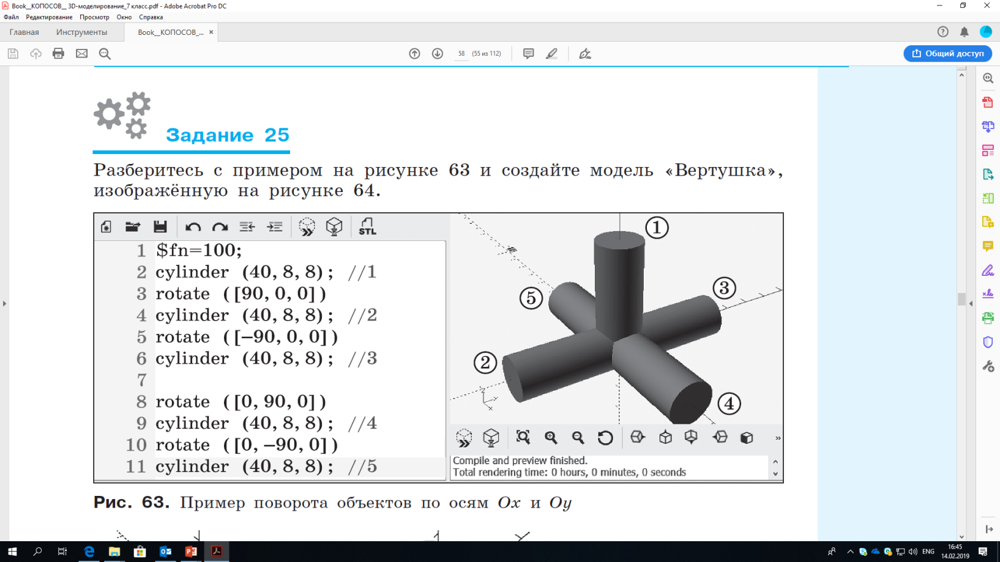 Book__КОПОСОВ__ 3D-моделирование_7 класс.pdf - Adobe Acrobat Pro DC
Файл Редактирование Просмотр Окно Справка
Главная Инструменты Book__КОПОСОВ_... ×
58 (55 из 112)
Общий доступ
Задание 25
Разберитесь с примером на рисунке 63 и создайте модель «Вертушка»,
изображённую на рисунке 64.
STL
1 $fn=100;
2 cylinder (40, 8, 8); //1
3 rotate ([90, 0, 0])
4 cylinder (40, 8, 8); //2
5 rotate ([–90, 0, 0])
6 cylinder (40, 8, 8); //3
7
8 rotate ([0, 90, 0])
9 cylinder (40, 8, 8); //4
10 rotate ([0, –90, 0])
11 cylinder (40, 8, 8); //5
1
5
3
2
4
z
y
x
»
Compile and preview finished.
Total rendering time: 0 hours, 0 minutes, 0 seconds
Рис. 63. Пример поворота объектов по осям Ox и Oy
ENG
16:45
14.02.2019